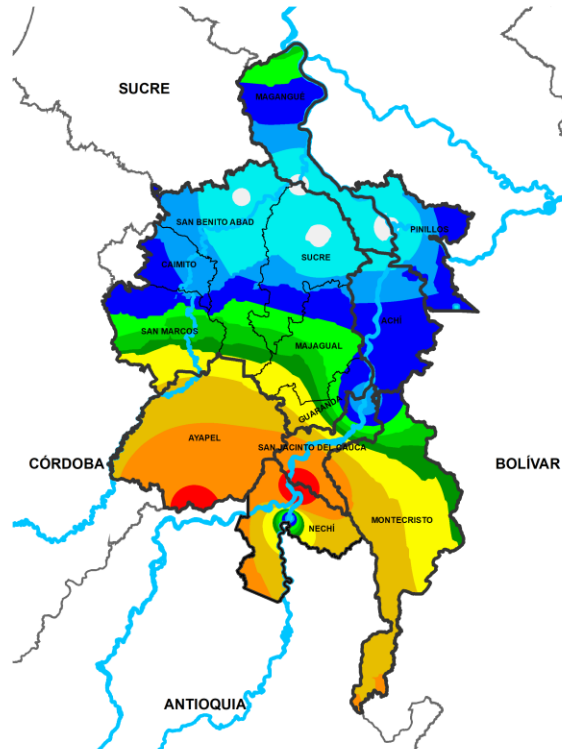 SUCRE
MAGANGUÉ
SAN BENITO ABAD
PINILLOS
SUCRE
CAIMITO
ACHÍ
SAN MARCOS
MAJAGUAL
GUARANDA
AYAPEL
SAN JACINTO DEL CAUCA
CÓRDOBA
BOLÍVAR
MONTECRISTO
NECHÍ
ANTIOQUIA